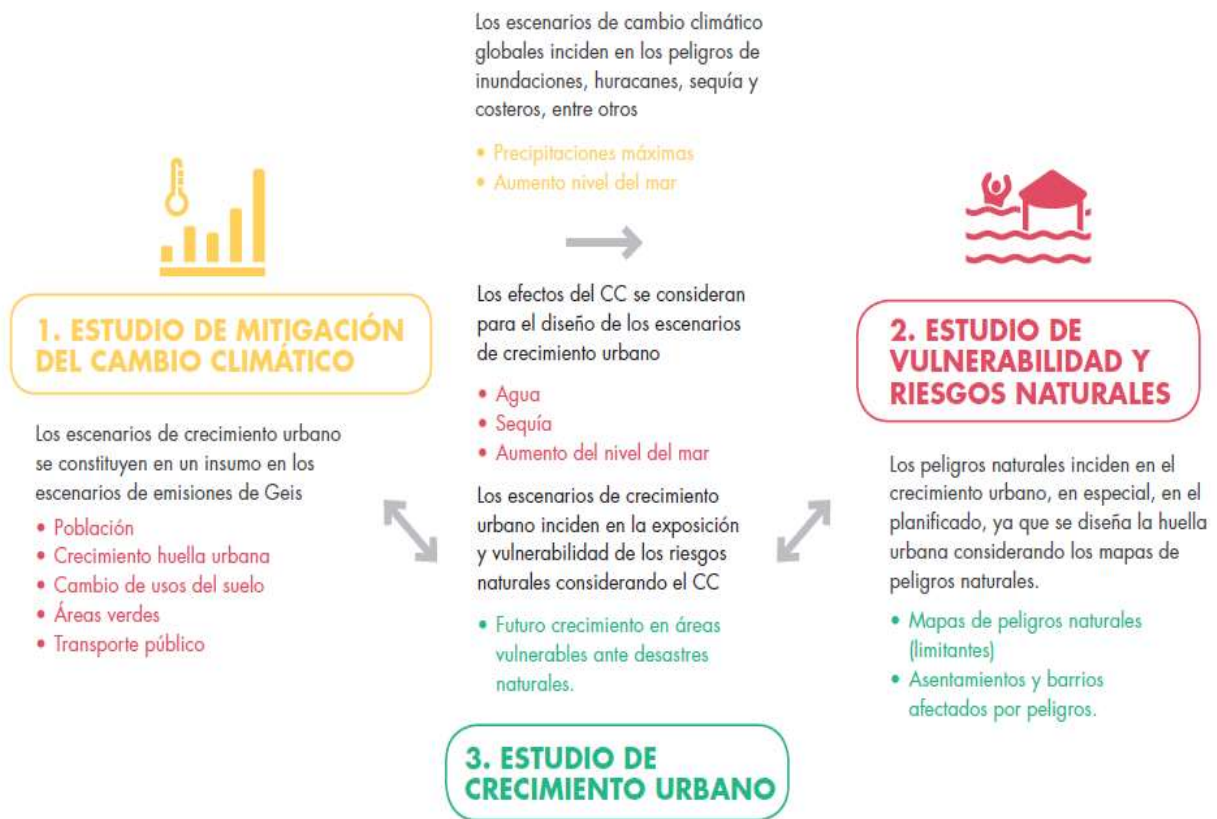 Los escenarios de cambio climático
globales inciden en los peligros de
inundaciones, huracanes, sequía y
costeros, entre otros
• Precipitaciones máximas
• Aumento nivel del mar
1. ESTUDIO DE MITIGACIÓN
DEL CAMBIO CLIMÁTICO
Los escenarios de crecimiento urbano
se constituyen en un insumo en los
escenarios de emisiones de Geis
• Población
• Crecimiento huella urbana
• Cambio de usos del suelo
• Áreas verdes
• Transporte público
Los efectos del CC se consideran
para el diseño de los escenarios
de crecimiento urbano
• Agua
• Sequía
• Aumento del nivel del mar
Los escenarios de crecimiento
urbano inciden en la exposición
y vulnerabilidad de los riesgos
naturales considerando el CC
• Futuro crecimiento en áreas
vulnerables ante desastres
naturales.
2. ESTUDIO DE
VULNERABILIDAD Y
RIESGOS NATURALES
Los peligros naturales inciden en el
crecimiento urbano, en especial, en el
planificado, ya que se diseña la huella
urbana considerando los mapas de
peligros naturales.
• Mapas de peligros naturales
(limitantes)
• Asentamientos y barrios
afectados por peligros.
3. ESTUDIO DE
CRECIMIENTO URBANO